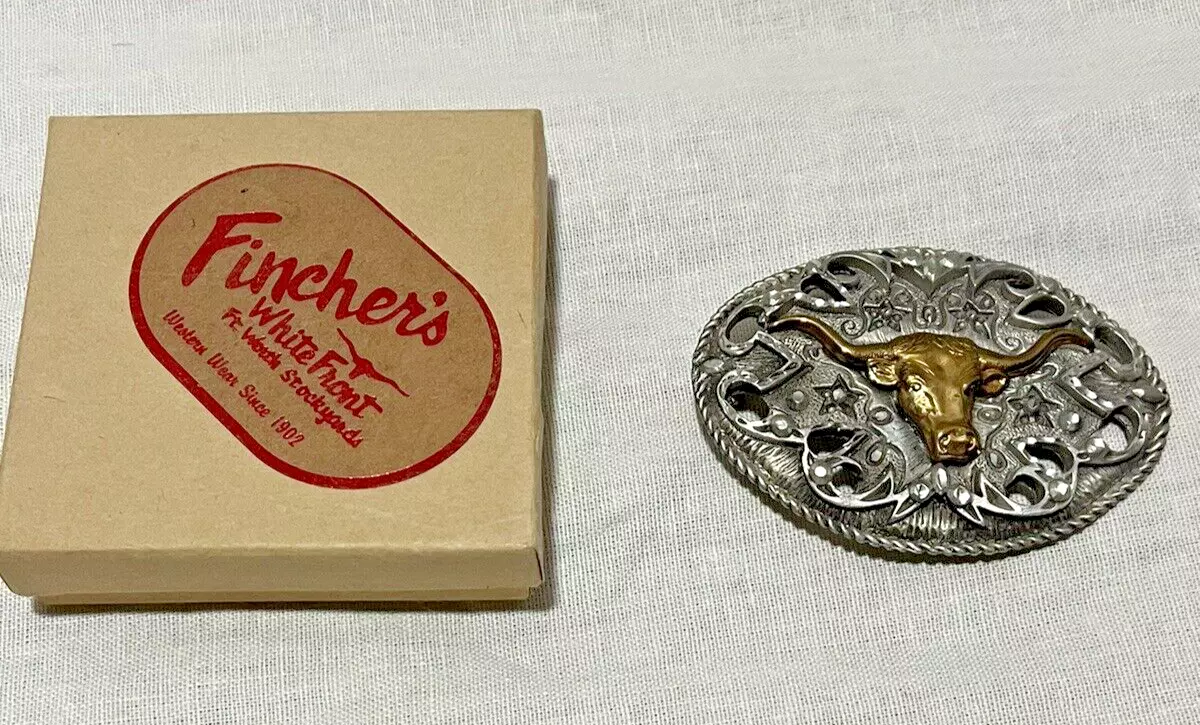 Fincher's
White Front
Ft. Worth Stockyards
Western Wear Since 1902